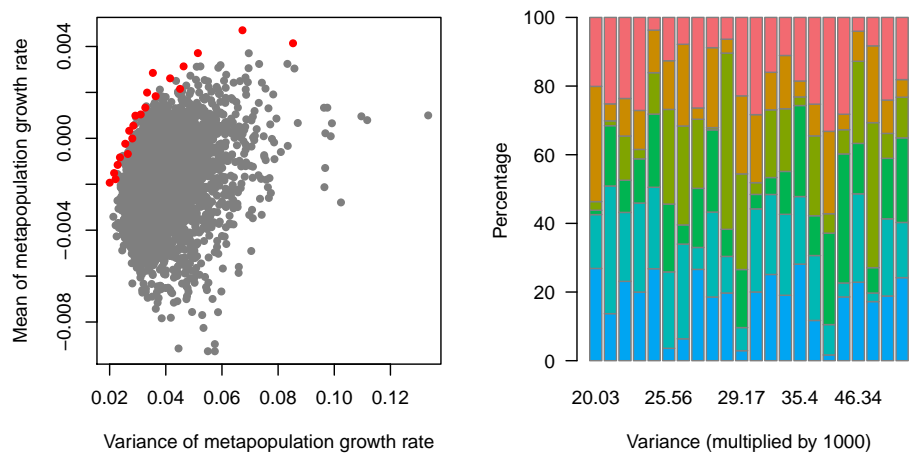 0.004
0.000
−0.004
−0.008
Mean of metapopulation growth rate
0.02 0.04 0.06 0.08 0.10 0.12
Variance of metapopulation growth rate
100
80
60
40
20
0
Percentage
20.03 25.56 29.17 35.4 46.34
Variance (multiplied by 1000)